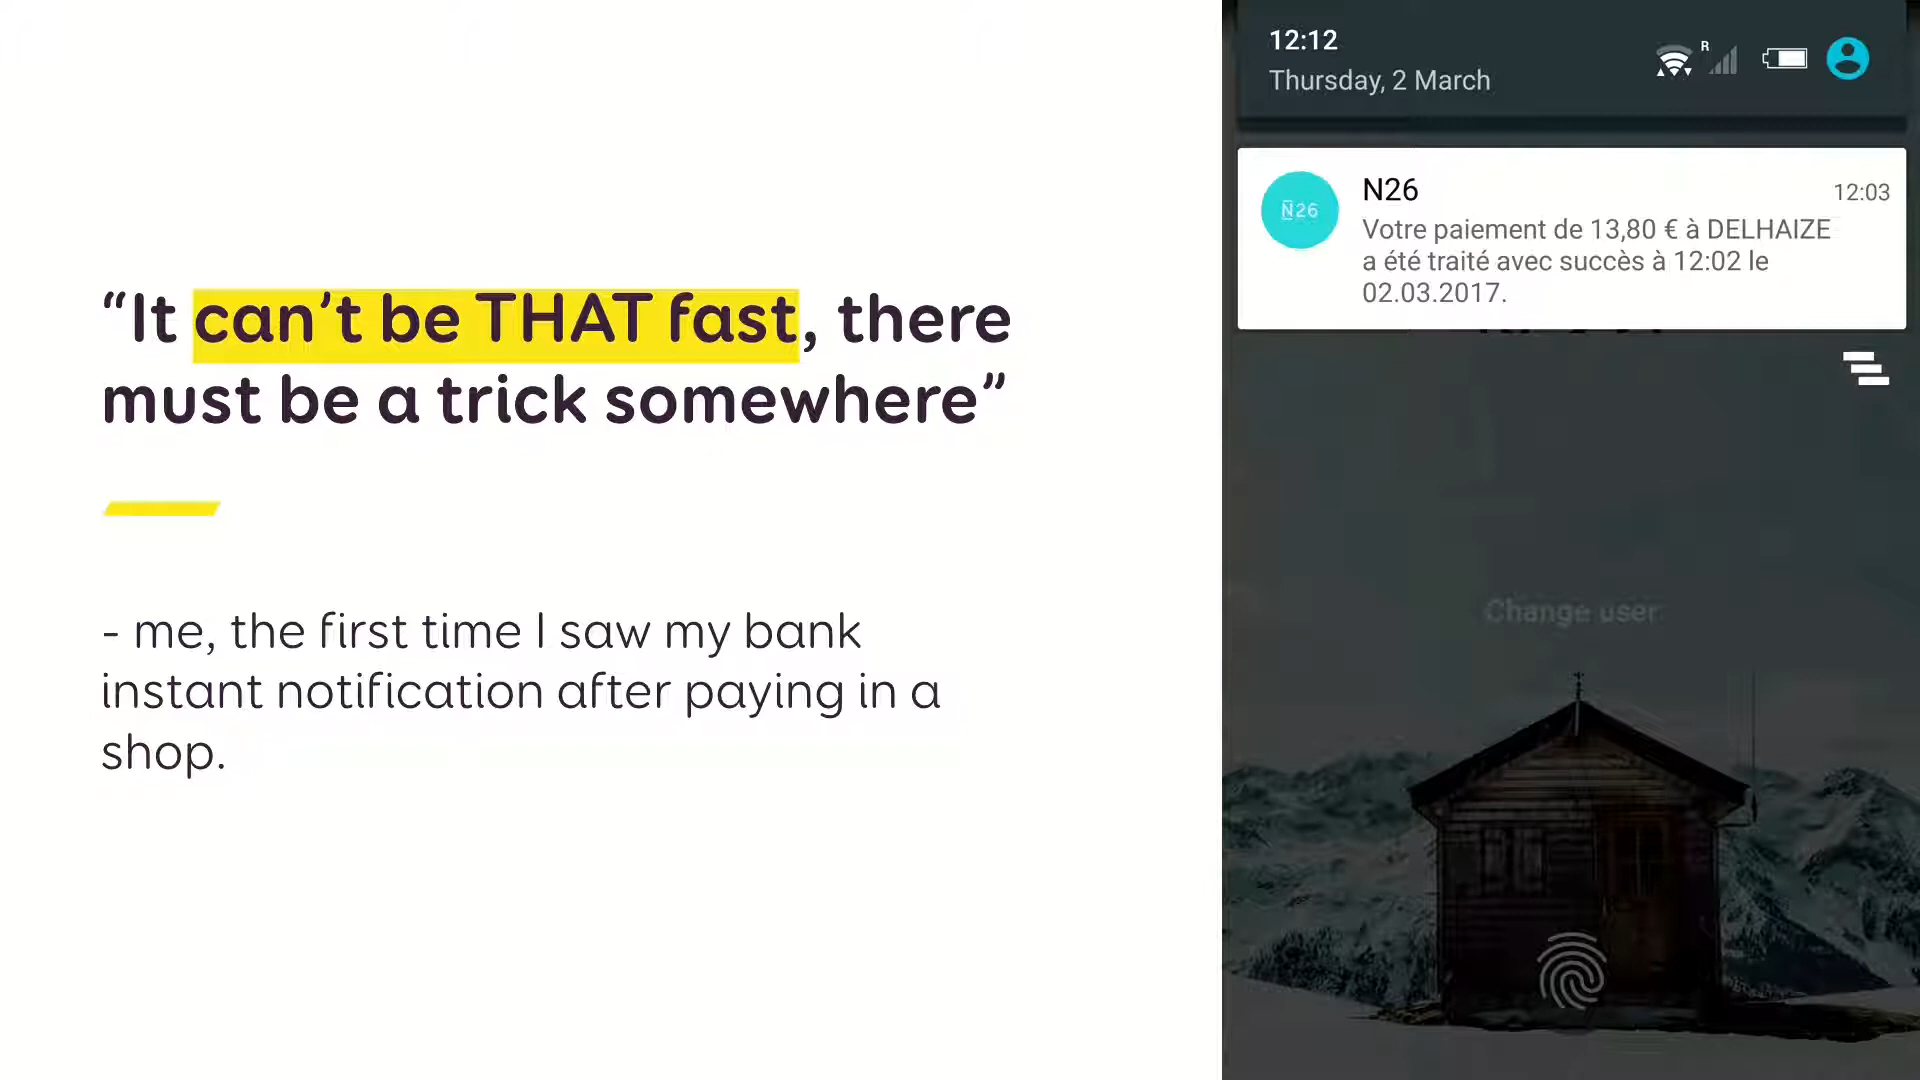 “It can’t be THAT fast, there
must be a trick somewhere”
- me, the first time I saw my bank
instant notification after paying in a
shop.
12:12
Thursday, 2 March
R
N26
N26
12:03
Votre paiement de 13,80 € à DELHAIZE
a été traité avec succès à 12:02 le
02.03.2017.
Change user